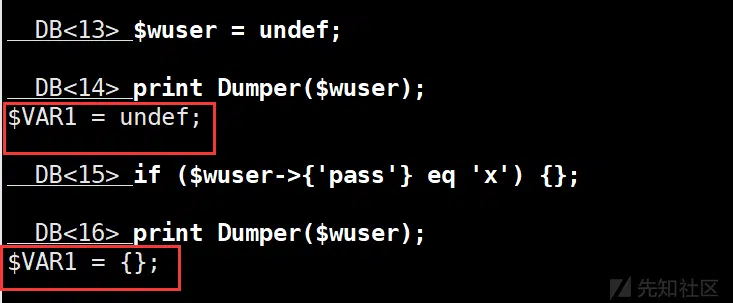 DB<13> $wuser = undef;
DB<14> print Dumper($wuser);
$VAR1 = undef;
DB<15> if ($wuser->{'pass'} eq 'x') {};
DB<16> print Dumper($wuser);
$VAR1 = {};
先知社区